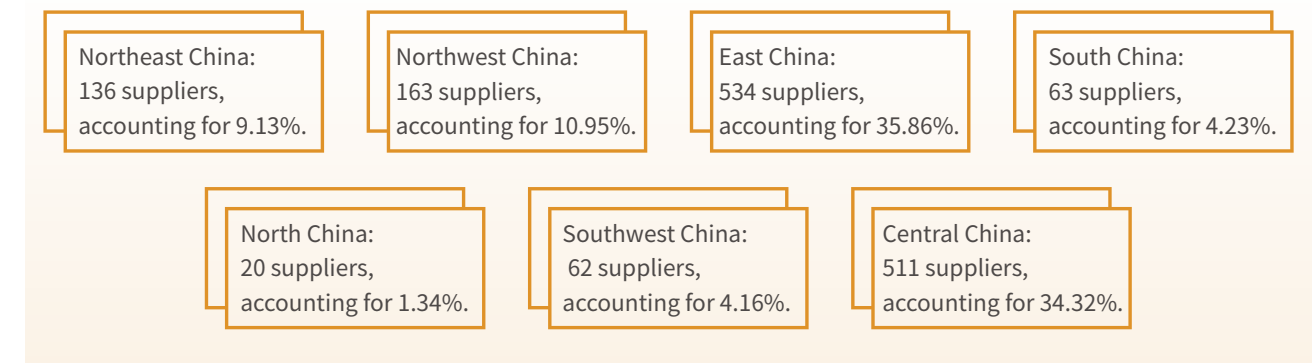 Northeast China:
136 suppliers,
accounting for 9.13%.
Northwest China:
163 suppliers,
accounting for 10.95%.
East China:
534 suppliers,
accounting for 35.86%.
South China:
63 suppliers,
accounting for 4.23%.
North China:
20 suppliers,
accounting for 1.34%.
Southwest China:
62 suppliers,
accounting for 4.16%.
Central China:
511 suppliers,
accounting for 34.32%.